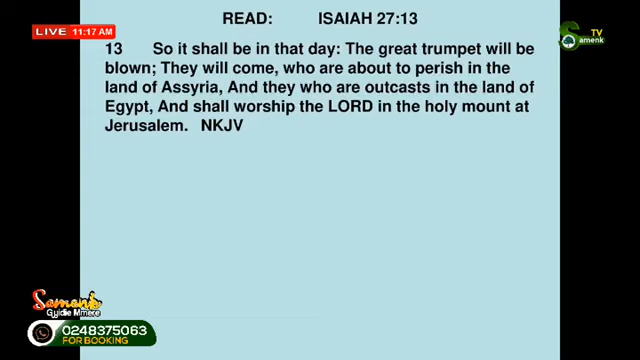 READ: ISAIAH 27:13
LIVE 11:17 AM
TV
Samenk
13 So it shall be in that day: The great trumpet will be
blown; They will come, who are about to perish in the
land of Assyria, And they who are outcasts in the land of
Egypt, And shall worship the LORD in the holy mount at
Jerusalem. NKJV
Samenk
Gyidie Mmere
0248375063
FOR BOOKING